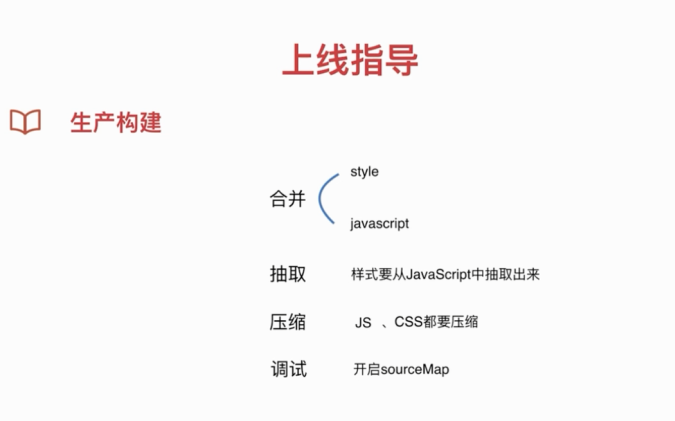 上线指导
生产构建
合并
style
javascript
抽取 样式要从JavaScript中抽取出来
压缩 JS 、CSS都要压缩
调试 开启sourceMap